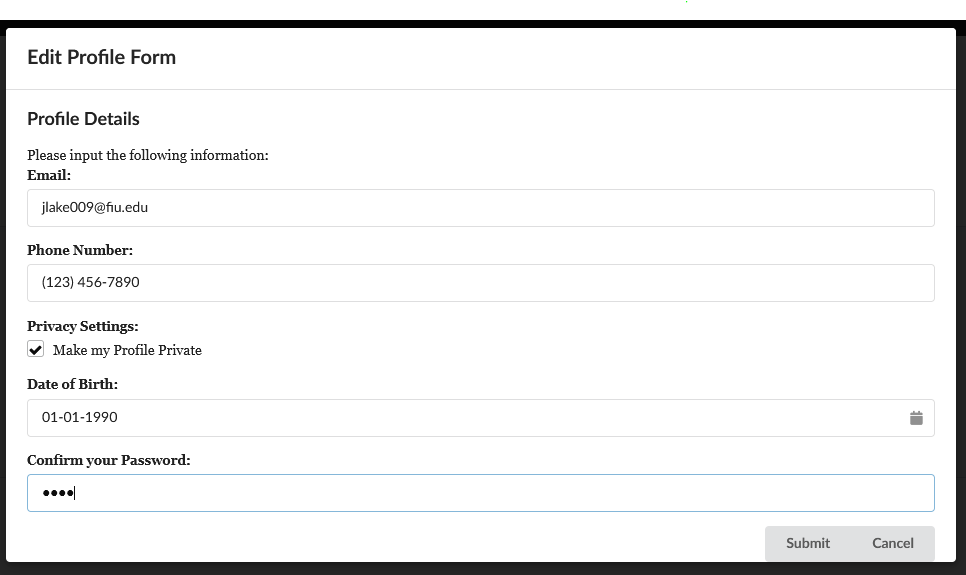 Edit Profile Form
Profile Details
Please input the following information:
Email:
jlake009@fiu.edu
Phone Number:
(123) 456-7890
Privacy Settings:
Make my Profile Private
Date of Birth:
01-01-1990
Confirm your Password:
••••
Submit Cancel